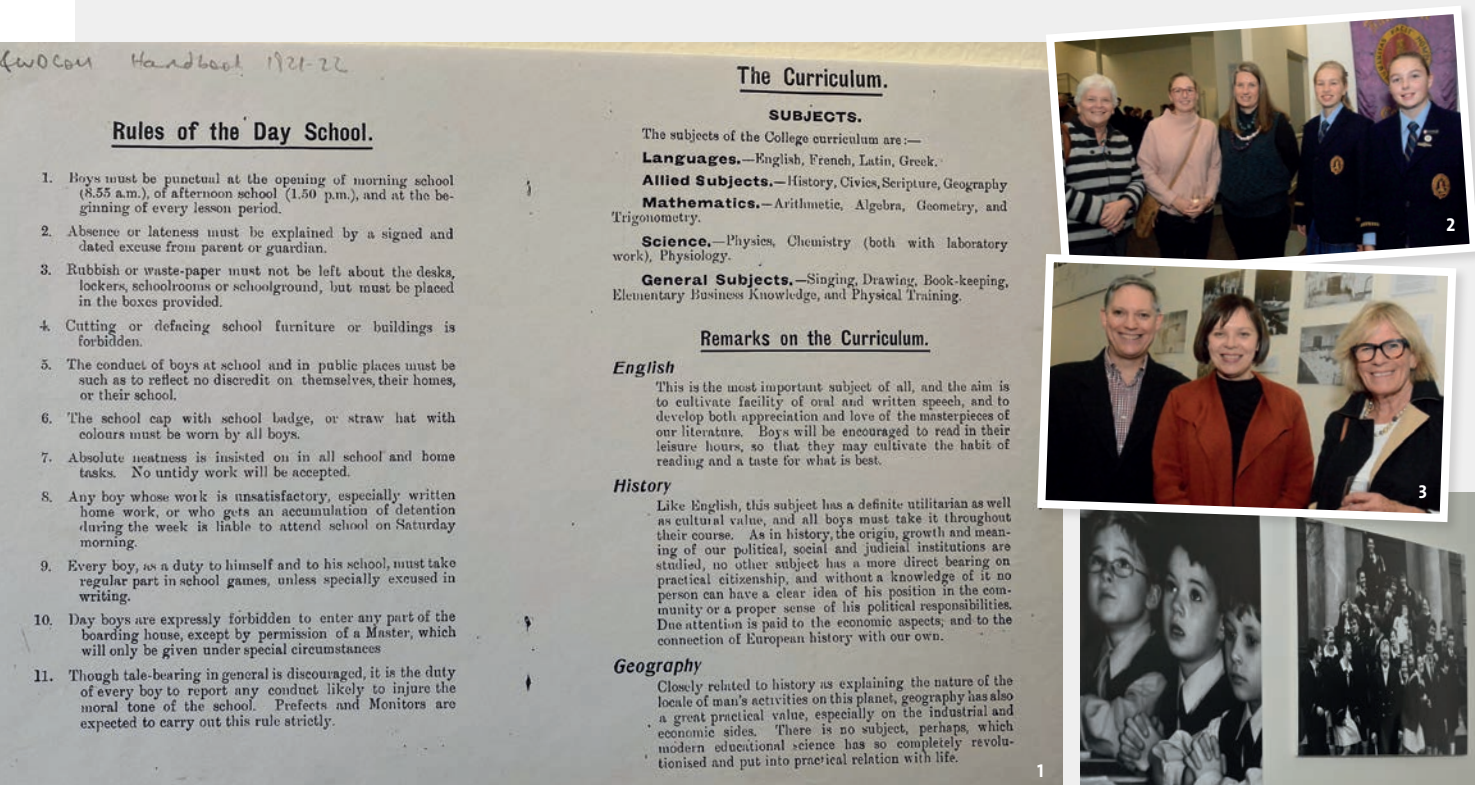 Handbook 1921-22
Rules of the Day School.
1. Boys must be punctual at the opening of morning school
(8.55 a.m.), of afternoon school (1.50 p.m.), and at the be-
ginning of every lesson period.
2. Absence or lateness must be explained by a signed and
dated excuse from parent or guardian.
3. Rubbish or waste-paper must not be left about the desks,
lockers, schoolrooms or schoolground, but must be placed
in the boxes provided.
4. Cutting or defacing school furniture or buildings is
forbidden.
5. The conduct of boys at school and in public places must be
such as to reflect no discredit on themselves, their homes,
or their school.
6. The school cap with school badge, or straw hat with
colours must be worn by all boys.
7. Absolute neatness is insisted on in all school and home
tasks. No untidy work will be accepted.
8. Any boy whose work is unsatisfactory, especially written
home work, or who gets an accumulation of detention
during the week is liable to attend school on Saturday
morning.
9. Every boy, as a duty to himself and to his school, must take
regular part in school games, unless specially excused in
writing.
10. Day boys are expressly forbidden to enter any part of the
boarding house, except by permission of a Master, which
will only be given under special circumstances
11. Though tale-bearing in general is discouraged, it is the duty
of every boy to report any conduct likely to injure the
moral tone of the school. Prefects and Monitors are
expected to carry out this rule strictly.
The Curriculum.
SUBJECTS.
The subjects of the College curriculum are:—
Languages.—English, French, Latin, Greek.
Allied Subjects.—History, Civics, Scripture, Geography
Mathematics.—Arithmetic, Algebra, Geometry, and
Trigonometry.
Science.—Physics, Chemistry (both with laboratory
work), Physiology.
General Subjects.—Singing, Drawing, Book-keeping,
Elementary Business Knowledge, and Physical Training.
Remarks on the Curriculum.
English
This is the most important subject of all, and the aim is
to cultivate facility of oral and written speech, and to
develop both appreciation and love of the masterpieces of
our literature. Boys will be encouraged to read in their
leisure hours, so that they may cultivate the habit of
reading and a taste for what is best.
History
Like English, this subject has a definite utilitarian as well
as cultural value, and all boys must take it throughout
their course. As in history, the origin, growth and mean-
ing of our political, social and judicial institutions are
studied, no other subject has a more direct bearing on
practical citizenship, and without a knowledge of it no
person can have a clear idea of his position in the com-
munity or a proper sense of his political responsibilities.
Due attention is paid to the economic aspects, and to the
connection of European history with our own.
Geography
Closely related to history as explaining the nature of the
locale of man's activities on this planet, geography has also
a great practical value, especially on the industrial and
economic sides. There is no subject, perhaps, which
modern educational science has so completely revolu-
tionised and put into practical relation with life.
1
2
3